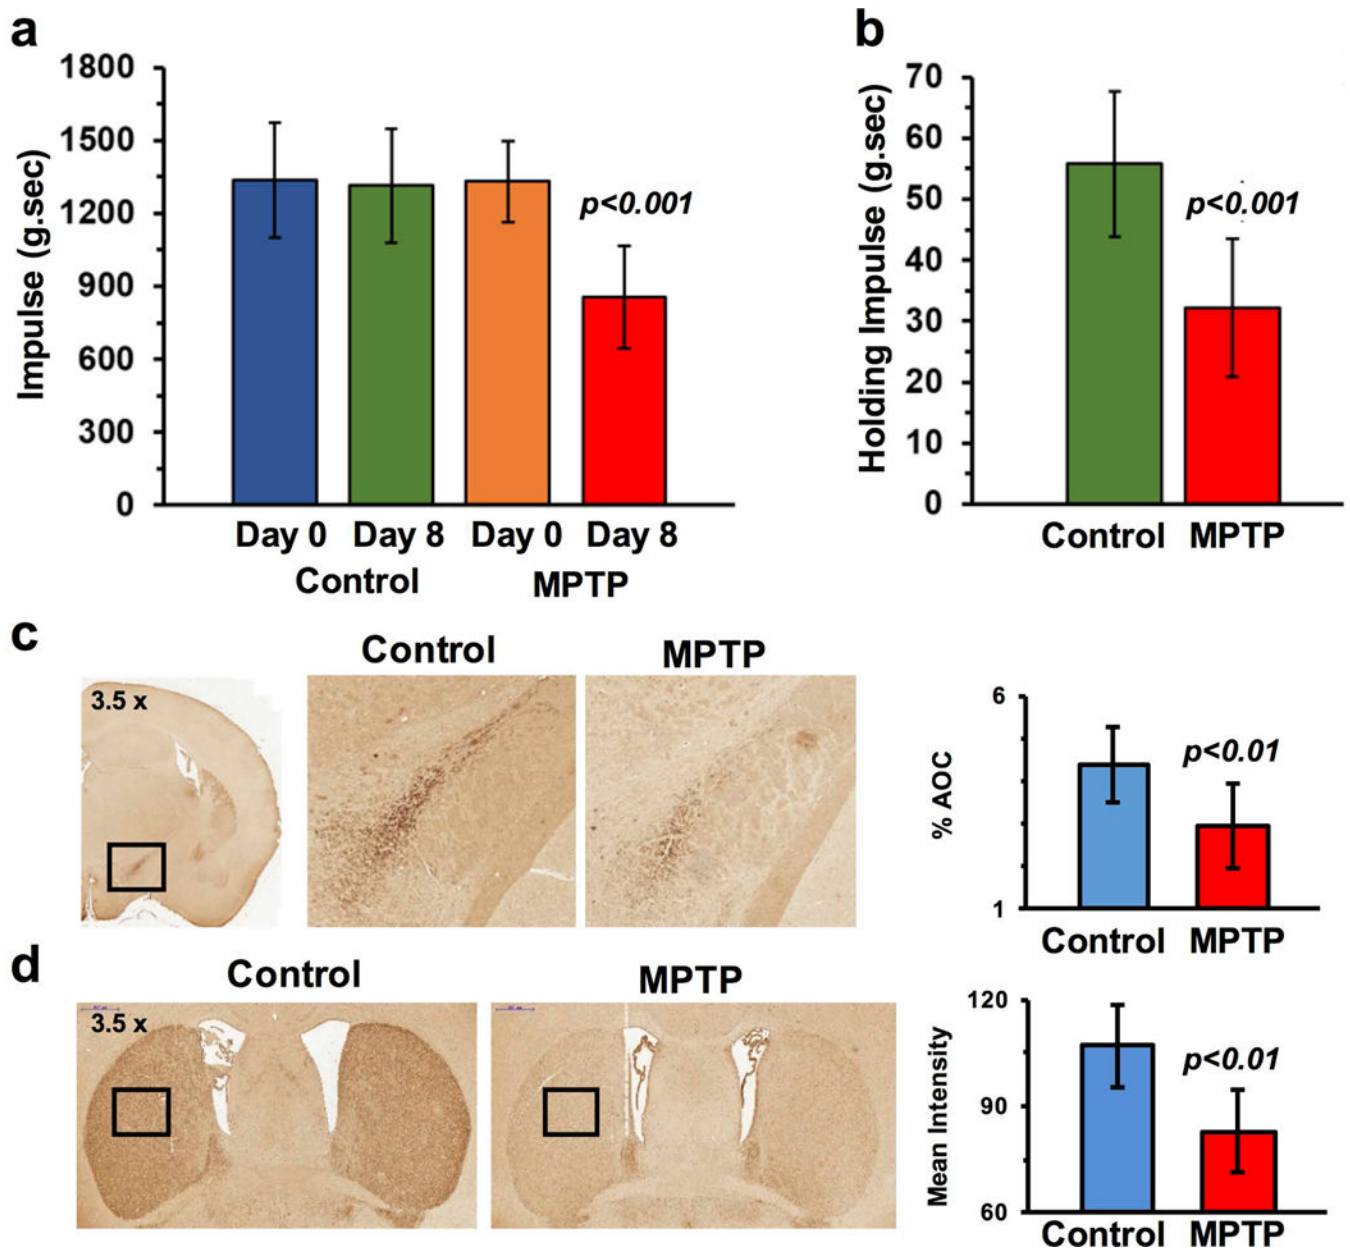 a
Impulse (g.sec)
1800
1500
1200
900
600
300
0
p<0.001
Day 0 Day 8 Day 0 Day 8
Control MPTP
b
Holding Impulse (g.sec)
70
60
50
40
30
20
10
0
p<0.001
Control MPTP
c
Control MPTP
3.5 x
% AOC
6
1
p<0.01
Control MPTP
d
Control MPTP
3.5 x
Mean Intensity
120
90
60
p<0.01
Control MPTP